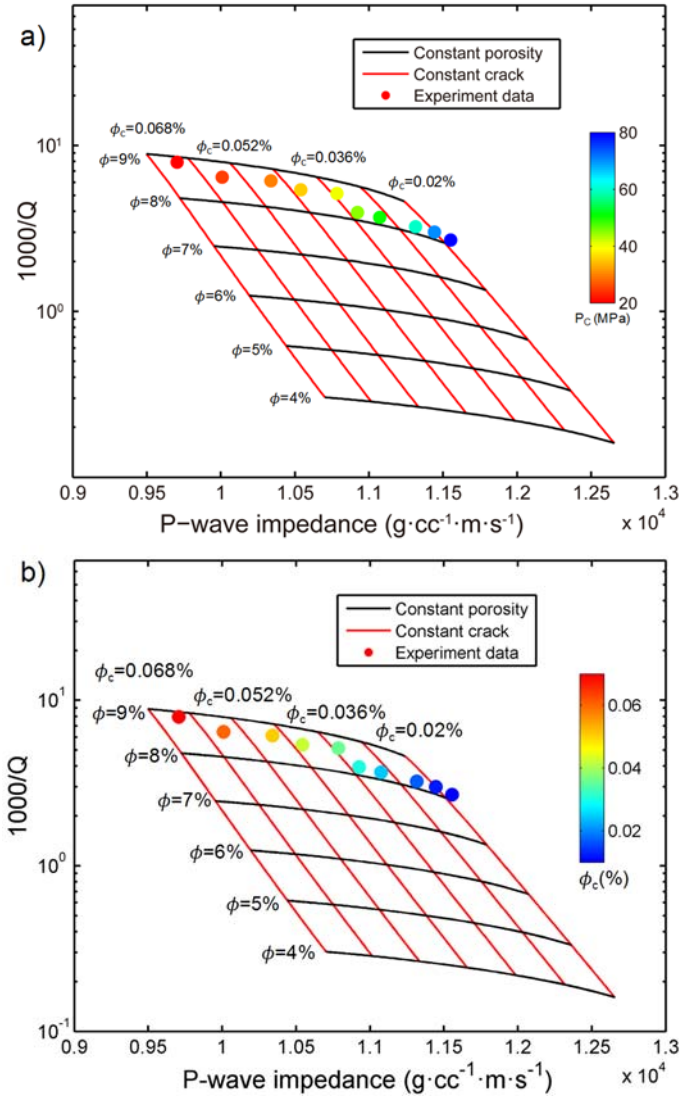 a)
Constant porosity
Constant crack
Experiment data
ϕc=0.068%
ϕc=0.052%
ϕc=0.036%
ϕc=0.02%
ϕ=9%
ϕ=8%
ϕ=7%
ϕ=6%
ϕ=5%
ϕ=4%
80
60
40
20
PC (MPa)
10¹
10⁰
1000/Q
0.9 0.95 1 1.05 1.1 1.15 1.2 1.25 1.3
x 10⁴
P-wave impedance (g·cc⁻¹·m·s⁻¹)
b)
Constant porosity
Constant crack
Experiment data
ϕc=0.068%
ϕc=0.052%
ϕc=0.036%
ϕc=0.02%
ϕ=9%
ϕ=8%
ϕ=7%
ϕ=6%
ϕ=5%
ϕ=4%
0.06
0.04
0.02
ϕc(%)
10¹
10⁰
10⁻¹
1000/Q
0.9 0.95 1 1.05 1.1 1.15 1.2 1.25 1.3
x 10⁴
P-wave impedance (g·cc⁻¹·m·s⁻¹)